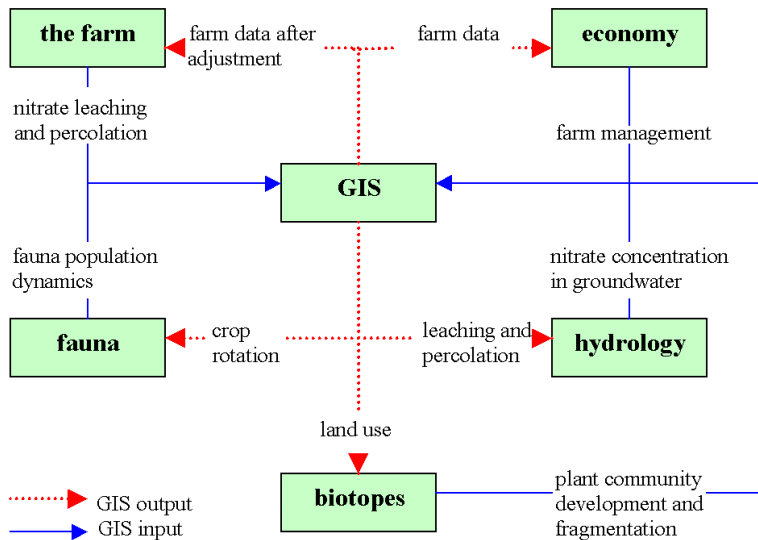 the farm
farm data after
adjustment
farm data
economy
nitrate leaching
and percolation
farm management
GIS
fauna population
dynamics
nitrate concentration
in groundwater
fauna
crop
rotation
leaching and
percolation
hydrology
land use
biotopes
plant community
development and
fragmentation
GIS output
GIS input